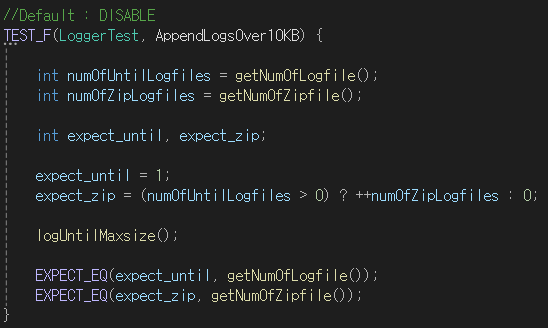 //Default : DISABLE
TEST_F(LoggerTest, AppendLogsOver10KB) {
int numOfUntilLogfiles = getNumOfLogfile();
int numOfZipLogfiles = getNumOfZipfile();
int expect_until, expect_zip;
expect_until = 1;
expect_zip = (numOfUntilLogfiles > 0) ? ++numOfZipLogfiles : 0;
logUntilMaxsize();
EXPECT_EQ(expect_until, getNumOfLogfile());
EXPECT_EQ(expect_zip, getNumOfZipfile());
}